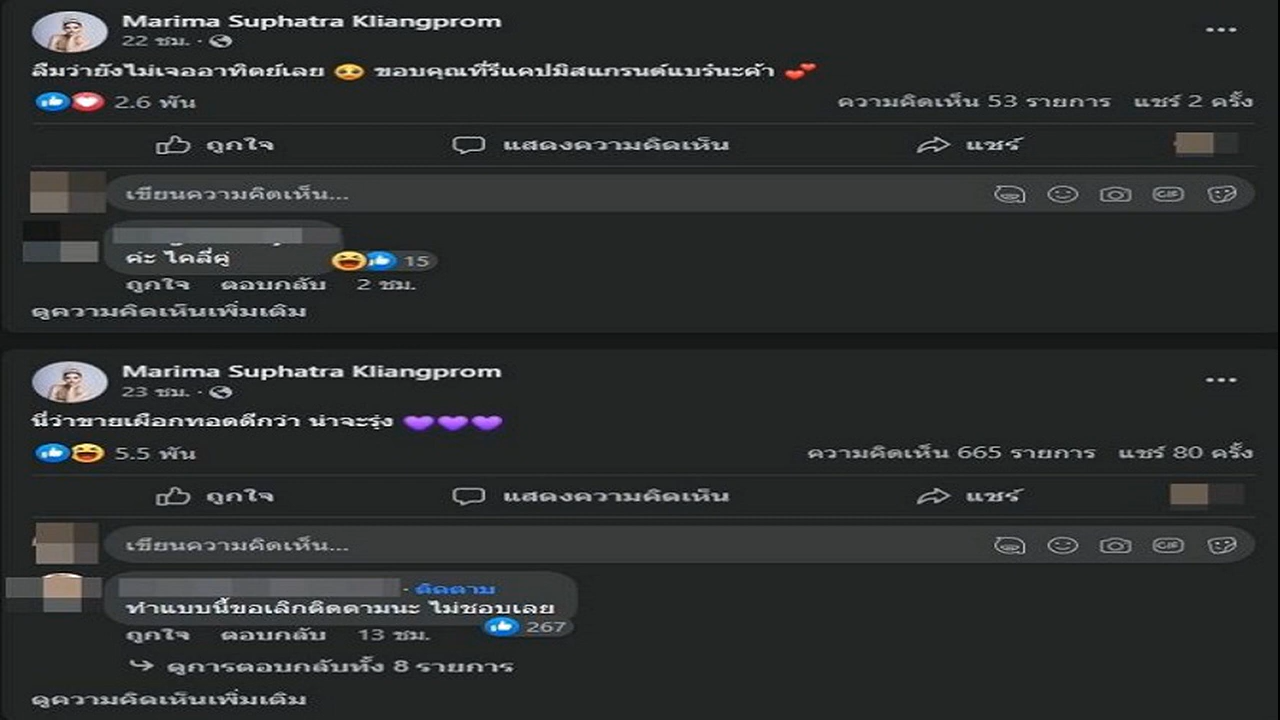 Marima Suphatra Kliangprom
22 ชม. ·
ลืมว่ายังไม่เจออาทิตย์เลย 🥺 ขอบคุณที่รีแคปมิสแกรนด์แบร์นะค้า 💕
2.6 พัน ความคิดเห็น 53 รายการ แชร์ 2 ครั้ง
ถูกใจ แสดงความคิดเห็น แชร์
เขียนความคิดเห็น...
GIF
ค่ะ ไคลี่คู่
15
ถูกใจ ตอบกลับ 2 ชม.
ดูความคิดเห็นเพิ่มเติม
Marima Suphatra Kliangprom
23 ชม. ·
นี่ว่าขายเผือกทอดดีกว่า น่าจะรุ่ง 💜💜💜
5.5 พัน ความคิดเห็น 665 รายการ แชร์ 80 ครั้ง
ถูกใจ แสดงความคิดเห็น แชร์
เขียนความคิดเห็น...
GIF
· ติดตาม
ทำแบบนี้ขอเลิกติดตามนะ ไม่ชอบเลย
267
ถูกใจ ตอบกลับ 13 ชม.
ดูการตอบกลับทั้ง 8 รายการ
ดูความคิดเห็นเพิ่มเติม